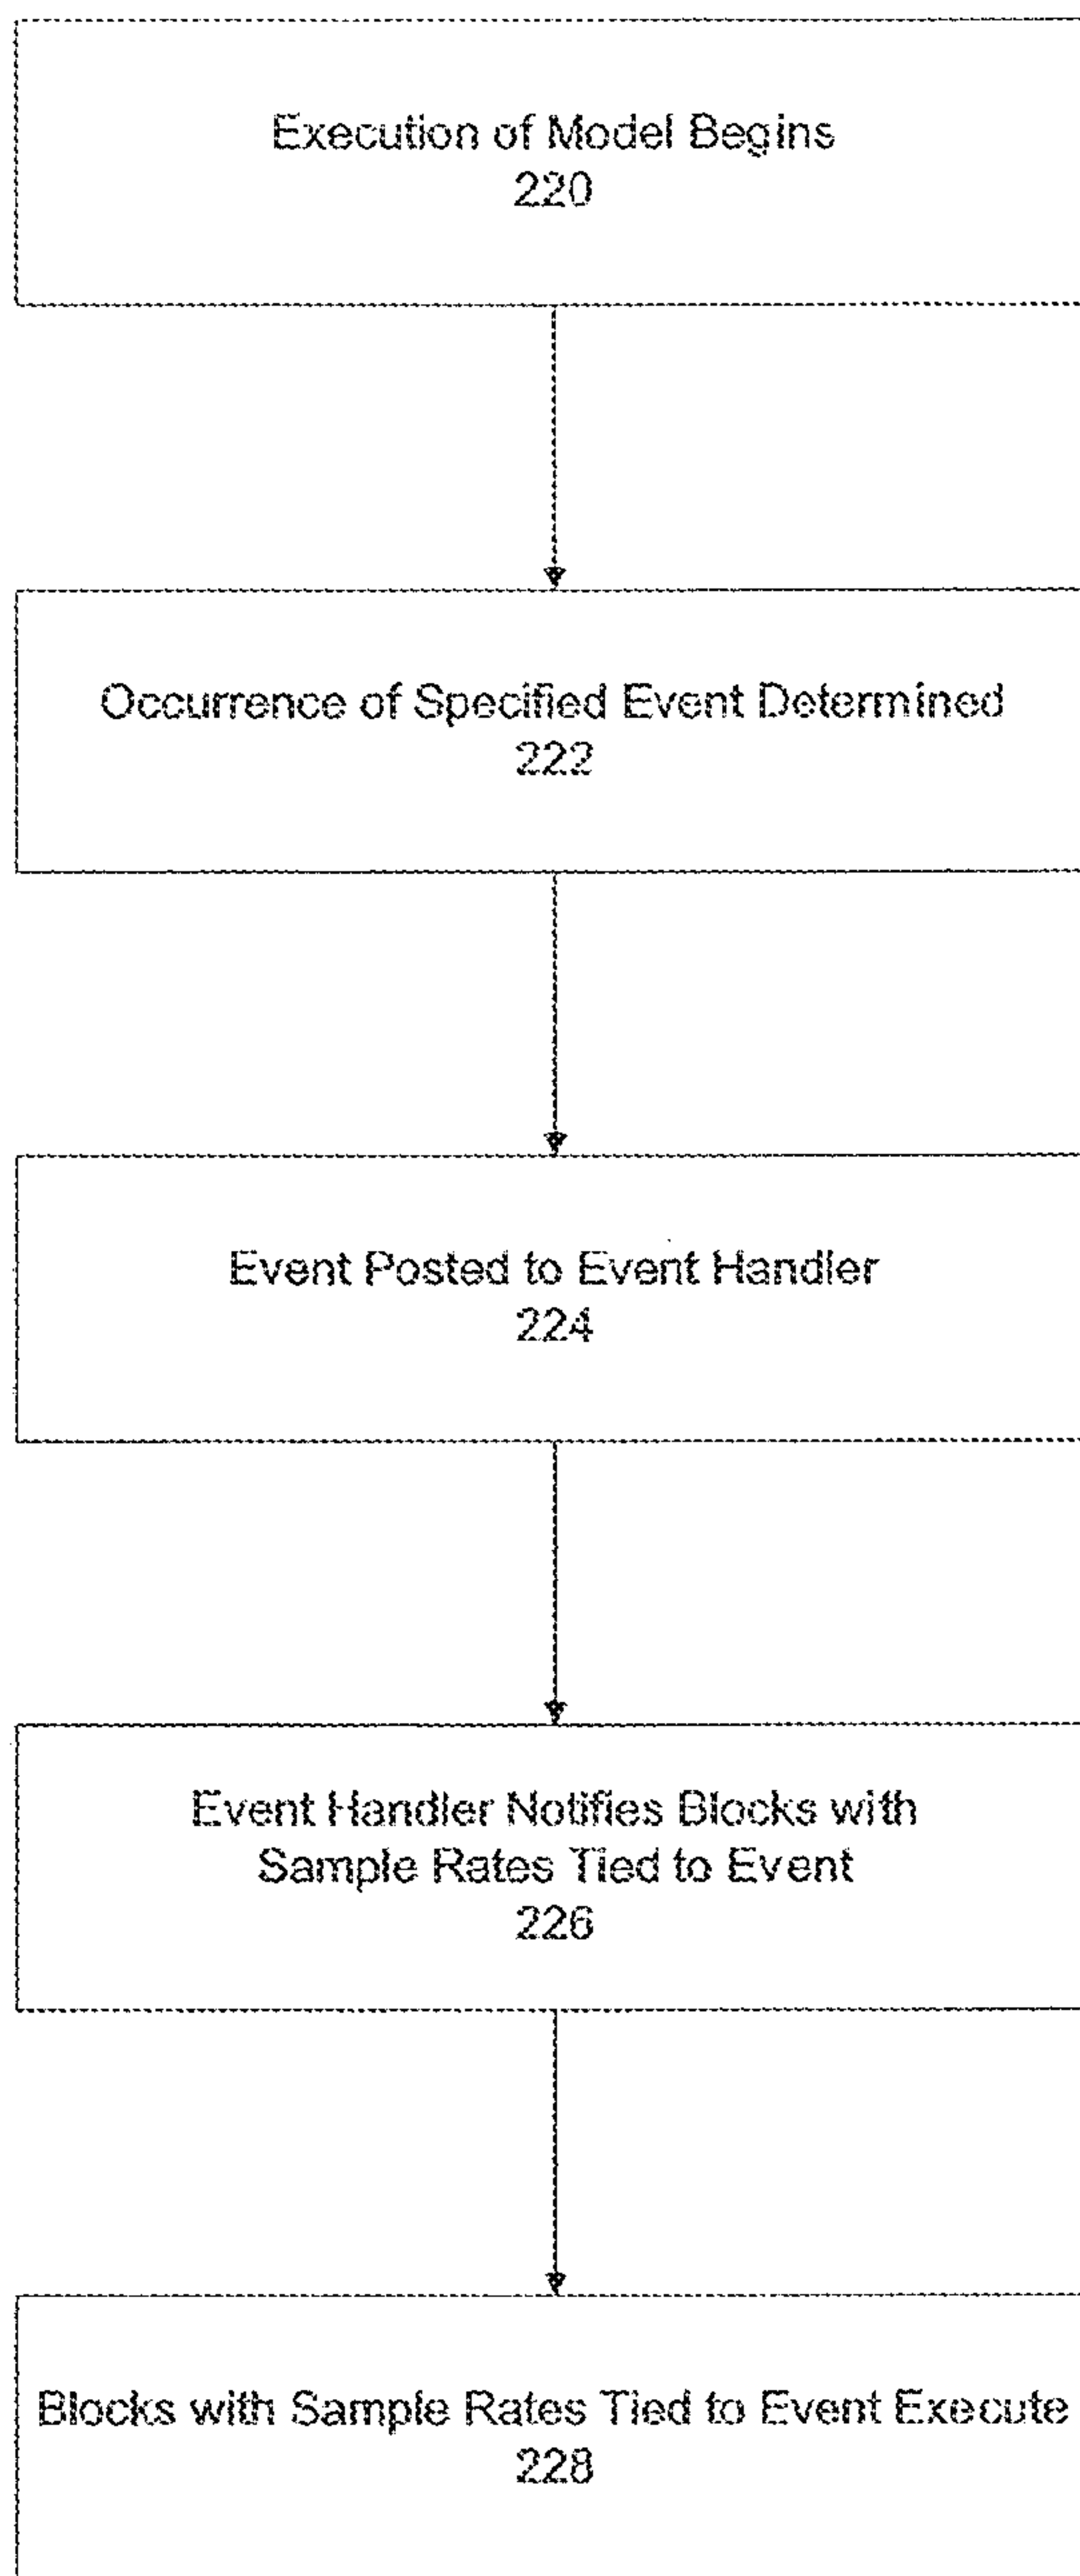 Execution of Model Begins
220
Occurrence of Specified Event Determined
222
Event Posted to Event Handler
224
Event Handler Notifies Blocks with
Sample Rates Tied to Event
226
Blocks with Sample Rates Tied to Event Execute
228